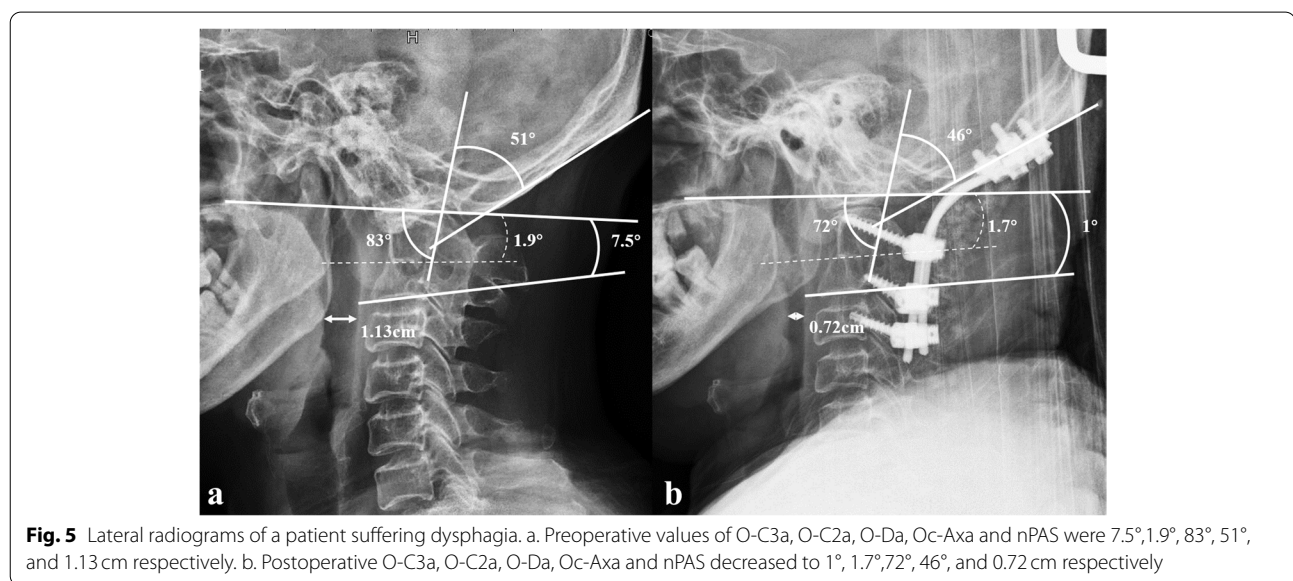 H
51°
83°
1.9°
7.5°
1.13cm
a
46°
72°
1.7°
1°
0.72cm
b
Fig. 5 Lateral radiograms of a patient suffering dysphagia. a. Preoperative values of O-C3a, O-C2a, O-Da, Oc-Axa and nPAS were 7.5°,1.9°, 83°, 51°,
and 1.13 cm respectively. b. Postoperative O-C3a, O-C2a, O-Da, Oc-Axa and nPAS decreased to 1°, 1.7°,72°, 46°, and 0.72 cm respectively